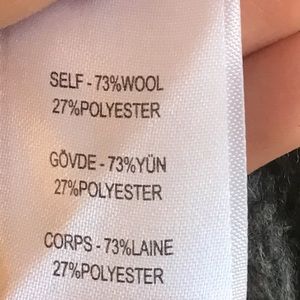 SELF - 73%WOOL
27%POLYESTER
GÖVDE - 73%YÜN
27%POLYESTER
CORPS - 73%LAINE
27%POLYESTER